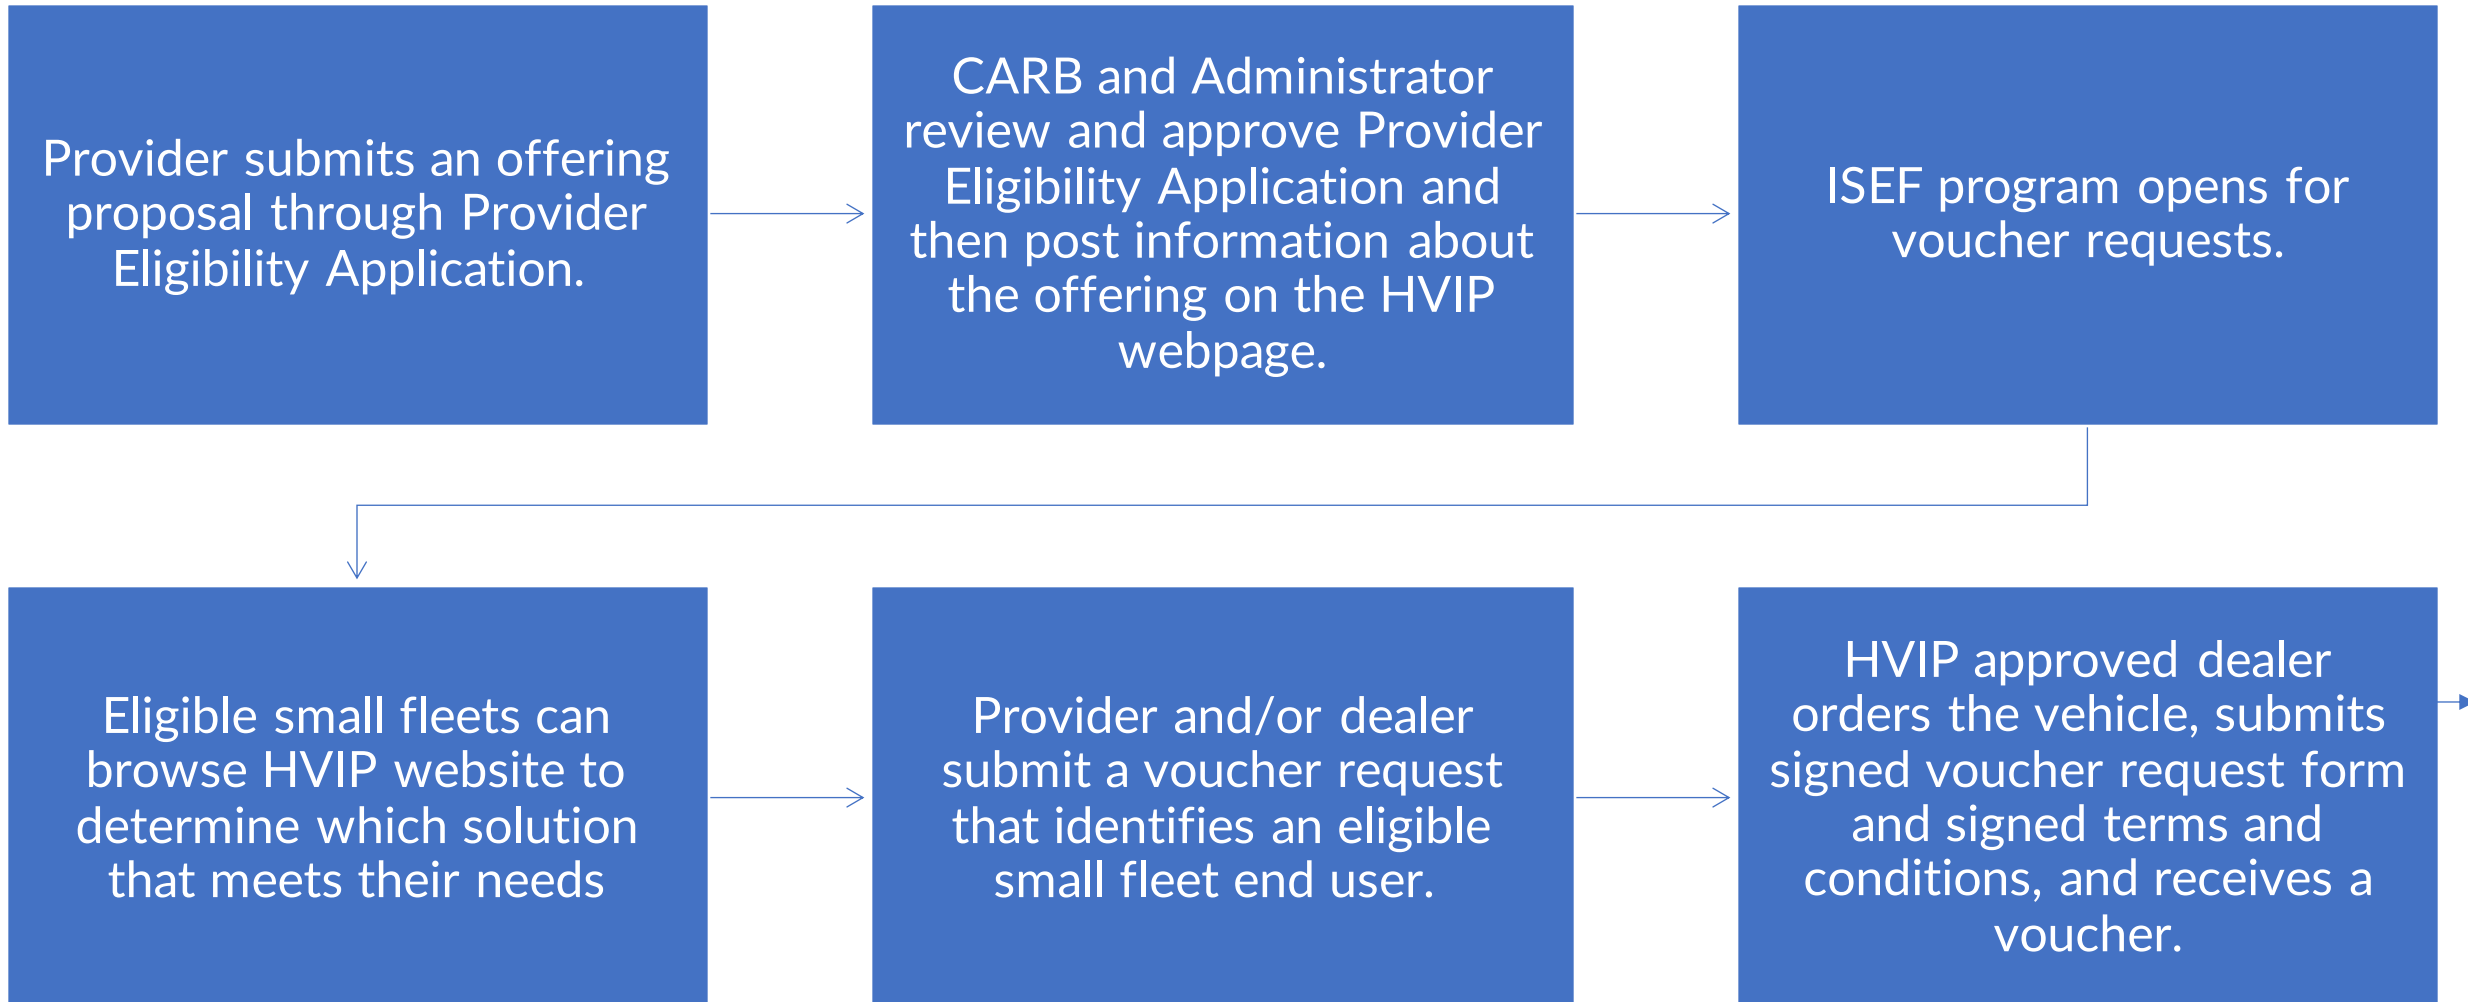 Provider submits an offering
proposal through Provider
Eligibility Application.
CARB and Administrator
review and approve Provider
Eligibility Application and
then post information about
the offering on the HVIP
webpage.
ISEF program opens for
voucher requests.
Eligible small fleets can
browse HVIP website to
determine which solution
that meets their needs
Provider and/or dealer
submit a voucher request
that identifies an eligible
small fleet end user.
HVIP approved dealer
orders the vehicle, submits
signed voucher request form
and signed terms and
conditions, and receives a
voucher.